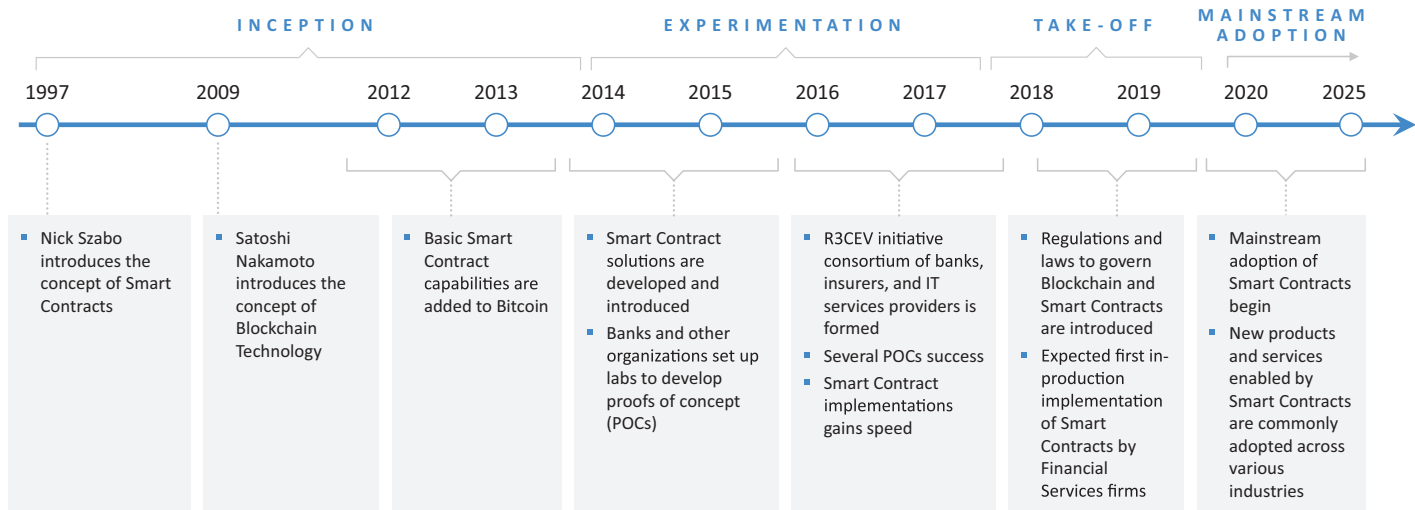 INCEPTION
EXPERIMENTATION
TAKE-OFF
MAINSTREAM
ADOPTION
1997
2009
2012
2013
2014
2015
2016
2017
2018
2019
2020
2025
Nick Szabo
introduces the
concept of Smart
Contracts
Satoshi
Nakamoto
introduces the
concept of
Blockchain
Technology
Basic Smart
Contract
capabilities are
added to Bitcoin
Smart Contract
solutions are
developed and
introduced
Banks and other
organizations set up
labs to develop
proofs of concept
(POCs)
R3CEV initiative
consortium of banks,
insurers, and IT
services providers is
formed
Several POCs success
Smart Contract
implementations
gains speed
Regulations and
laws to govern
Blockchain and
Smart Contracts
are introduced
Expected first in-
production
implementation
of Smart
Contracts by
Financial
Services firms
Mainstream
adoption of
Smart Contracts
begin
New products
and services
enabled by
Smart Contracts
are commonly
adopted across
various
industries